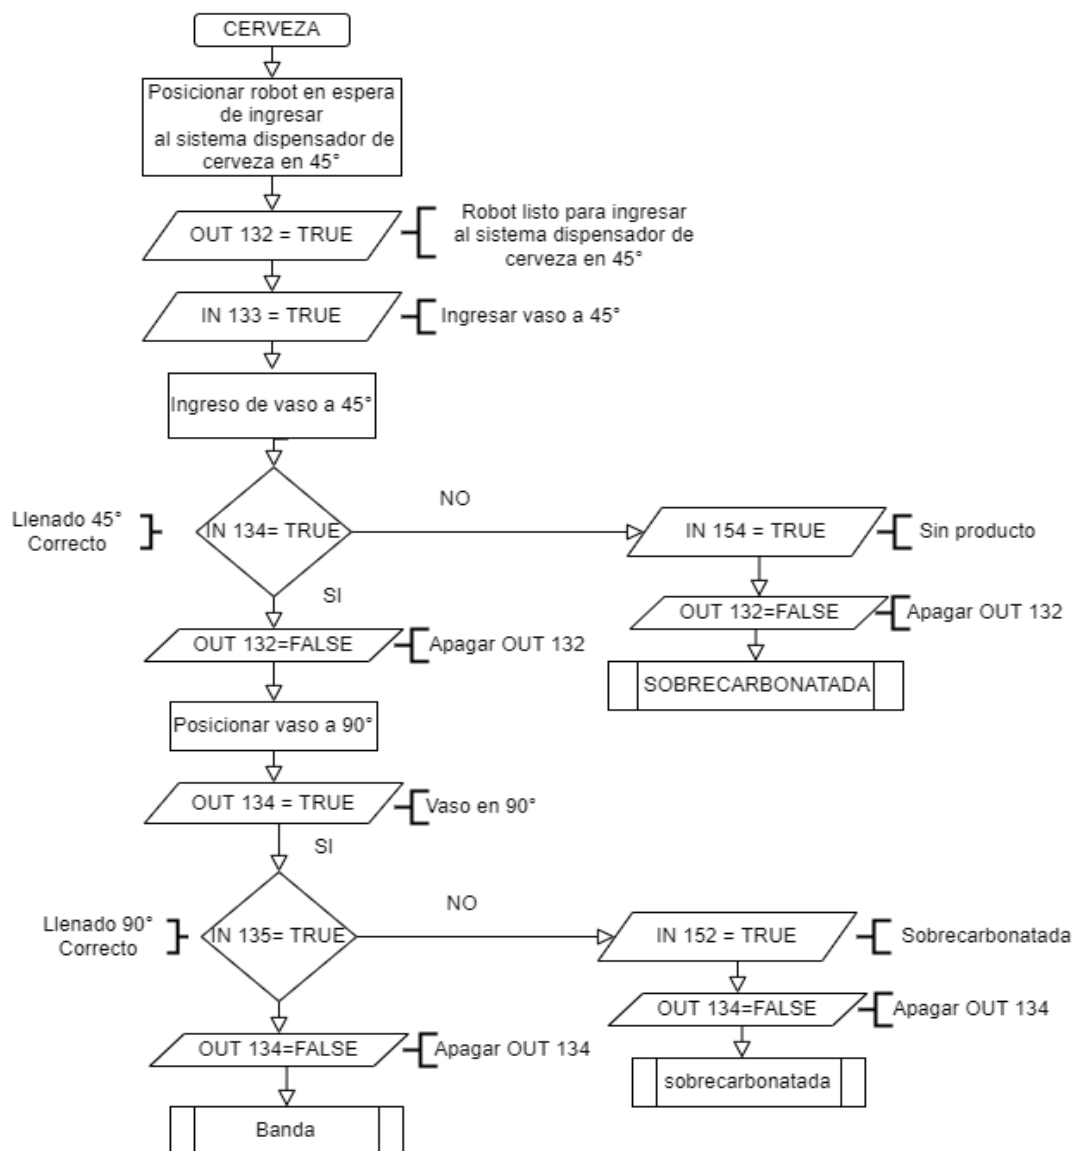 CERVEZA
Posicionar robot en espera
de ingresar
al sistema dispensador de
cerveza en 45°
OUT 132 = TRUE
Robot listo para ingresar
al sistema dispensador de
cerveza en 45°
IN 133 = TRUE
Ingresar vaso a 45°
Ingreso de vaso a 45°
Llenado 45°
Correcto
IN 134= TRUE
NO
IN 154 = TRUE
Sin producto
SI
OUT 132=FALSE
Apagar OUT 132
OUT 132=FALSE
Apagar OUT 132
SOBRECARBONATADA
Posicionar vaso a 90°
OUT 134 = TRUE
Vaso en 90°
SI
Llenado 90°
Correcto
IN 135= TRUE
NO
IN 152 = TRUE
Sobrecarbonatada
OUT 134=FALSE
Apagar OUT 134
OUT 134=FALSE
Apagar OUT 134
sobrecarbonatada
Banda